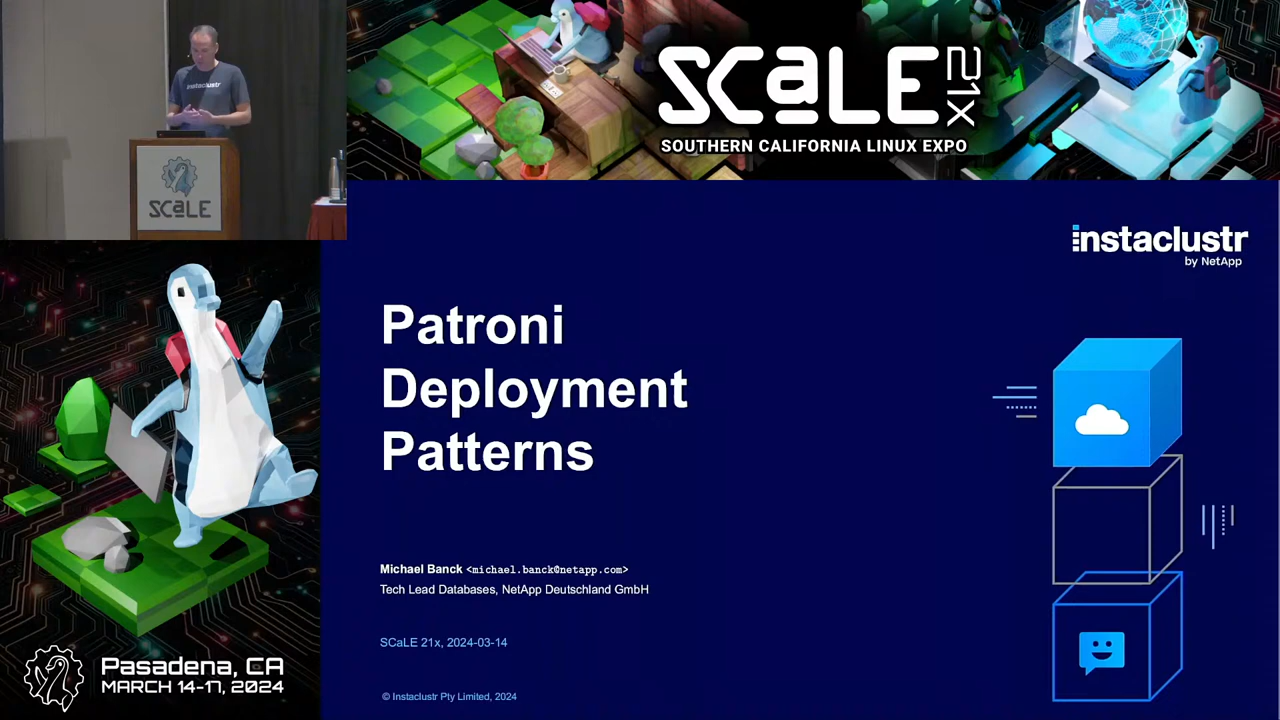 instaclustr
SCaLE
SCaLE 21x
SOUTHERN CALIFORNIA LINUX EXPO
instaclustr
by NetApp
Patroni
Deployment
Patterns
Michael Banck <michael.banck@netapp.com>
Tech Lead Databases, NetApp Deutschland GmbH
SCaLE 21x, 2024-03-14
© Instaclustr Pty Limited, 2024
Pasadena, CA
MARCH 14-17, 2024